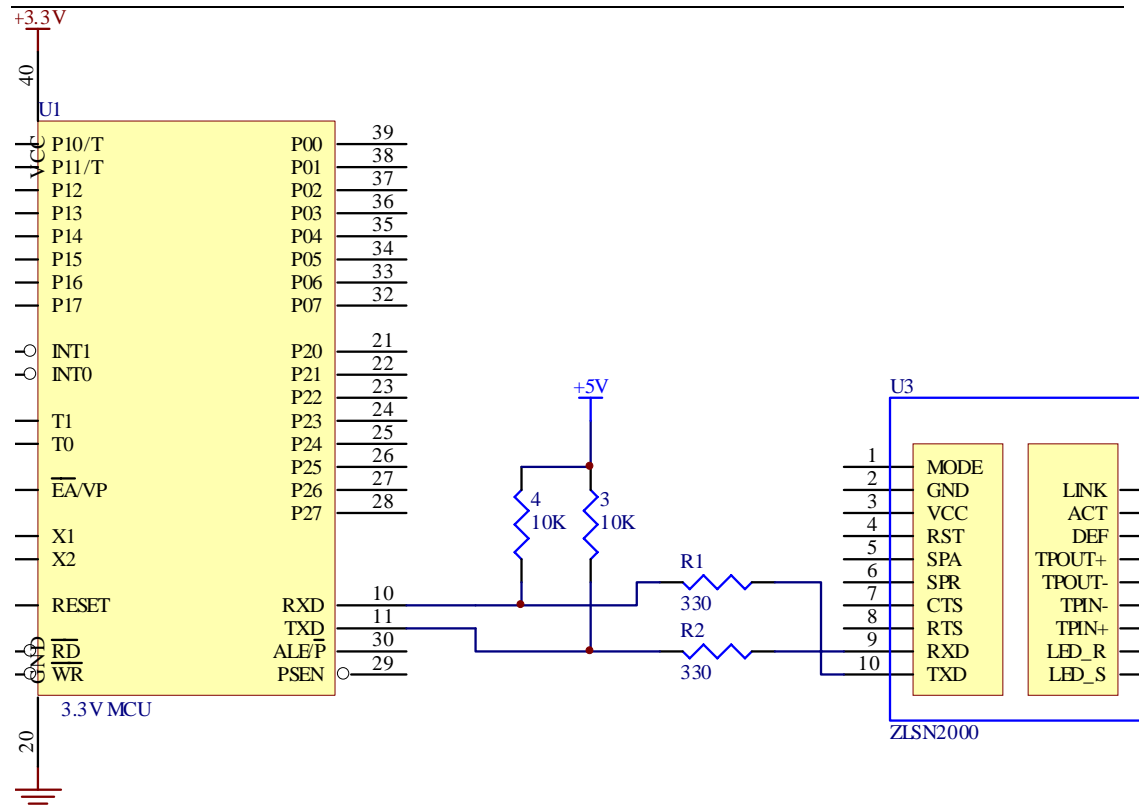 +3.3V
40
U1
VCC
P10/T
P11/T
P12
P13
P14
P15
P16
P17
INT1
INT0
T1
T0
EA/VP
X1
X2
RESET
RD
WR
GND
20
3.3V MCU
P00 39
P01 38
P02 37
P03 36
P04 35
P05 34
P06 33
P07 32
P20 21
P21 22
P22 23
P23 24
P24 25
P25 26
P26 27
P27 28
RXD 10
TXD 11
ALE/P 30
PSEN 29
+5V
4
10K
3
10K
R1
330
R2
330
U3
1 MODE
2 GND
3 VCC
4 RST
5 SPA
6 SPR
7 CTS
8 RTS
9 RXD
10 TXD
LINK
ACT
DEF
TPOUT+
TPOUT-
TPIN-
TPIN+
LED_R
LED_S
ZLSN2000